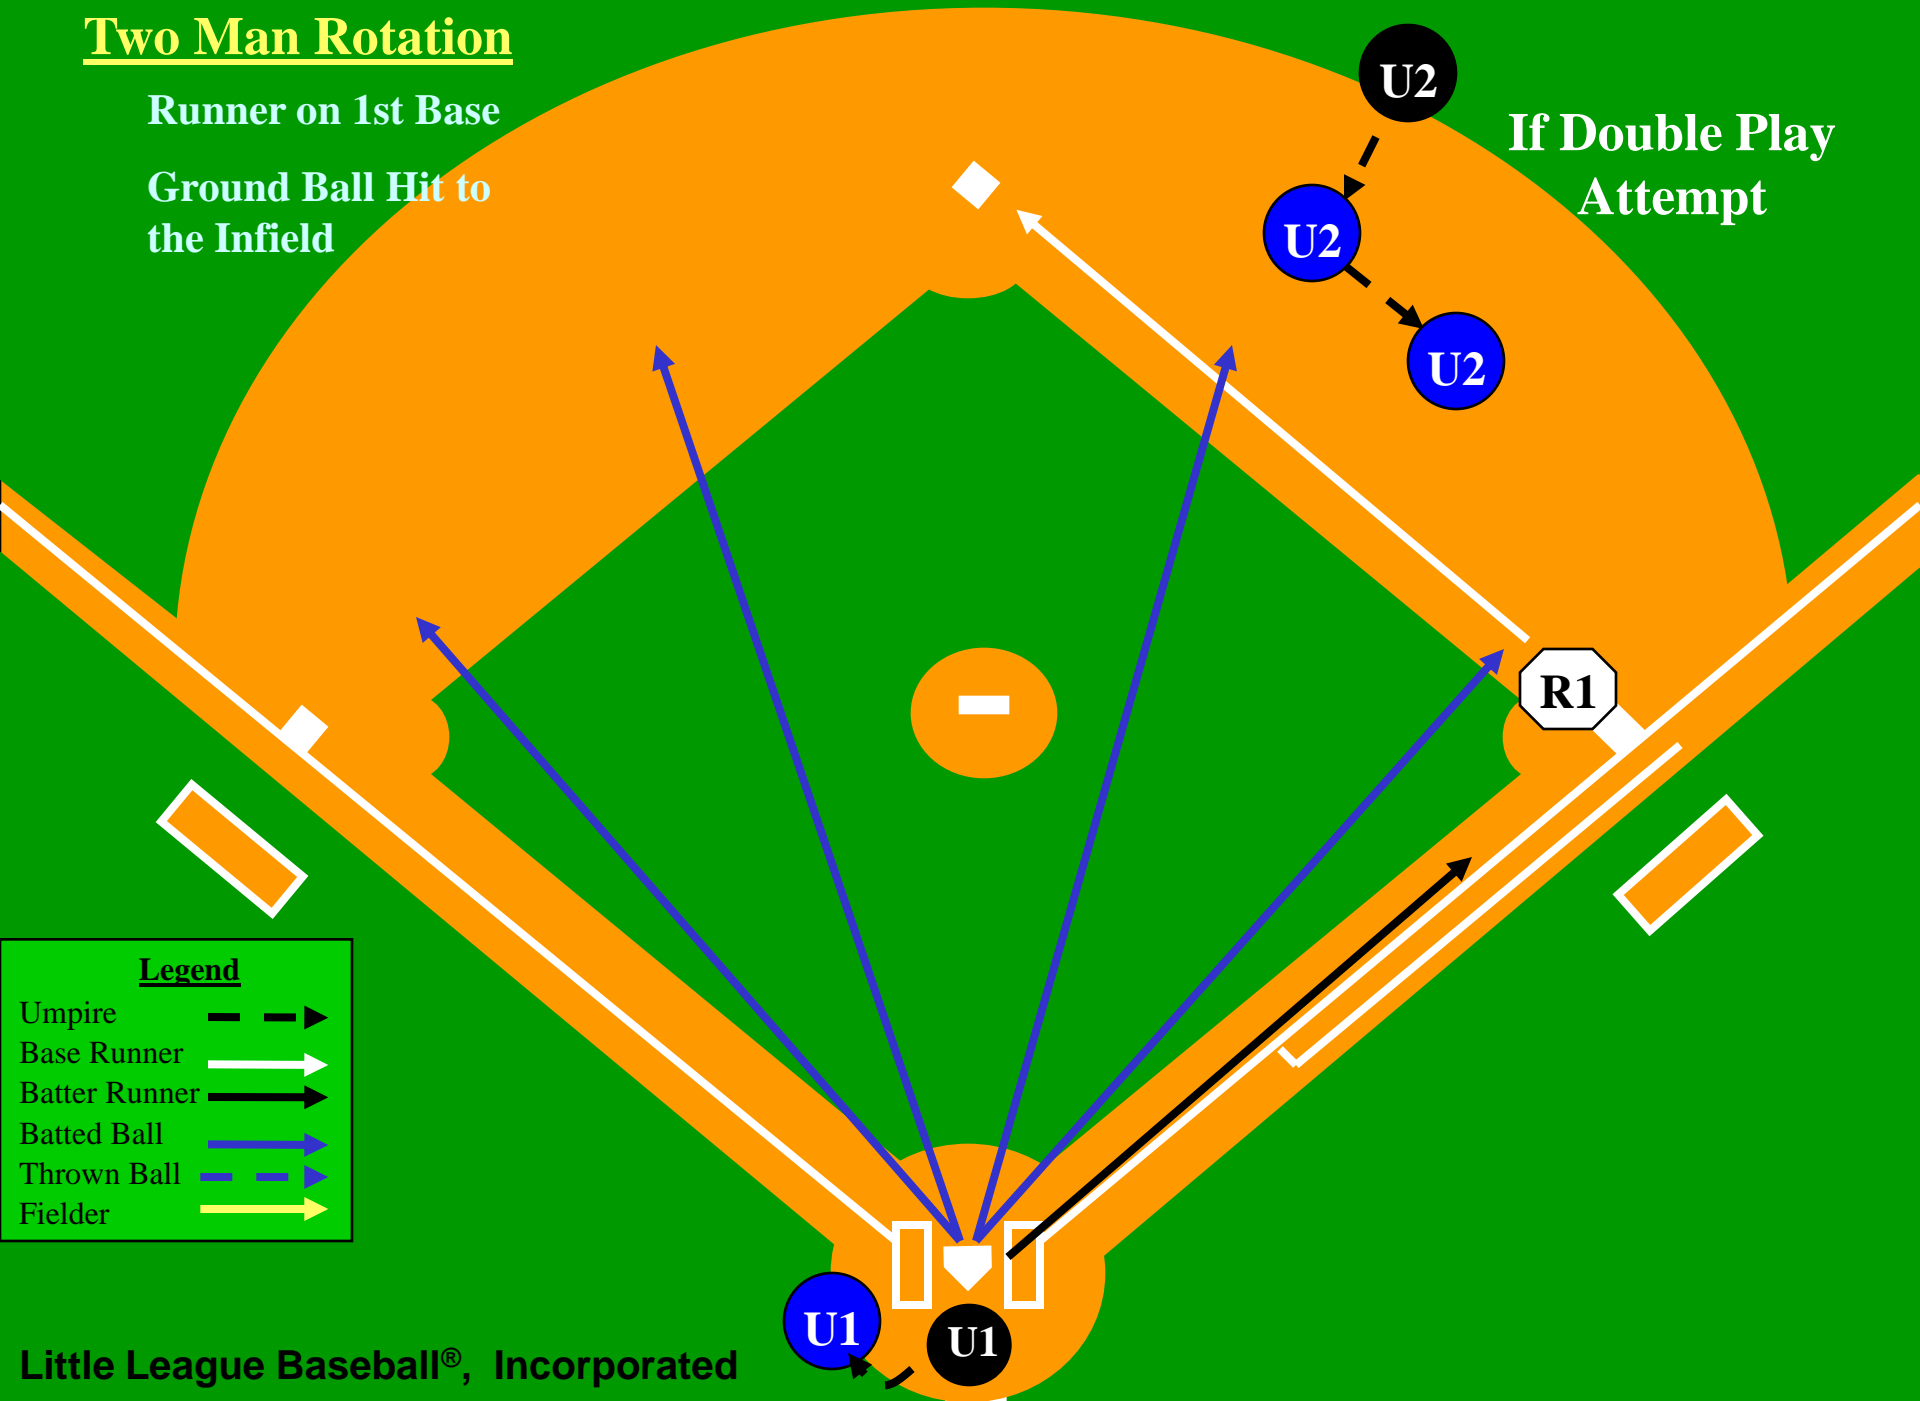 Two Man Rotation
Runner on 1st Base
Ground Ball Hit to
the Infield
U2
If Double Play
Attempt
U2
U2
R1
Legend
Umpire
Base Runner
Batter Runner
Batted Ball
Thrown Ball
Fielder
U1
U1
Little League Baseball®, Incorporated